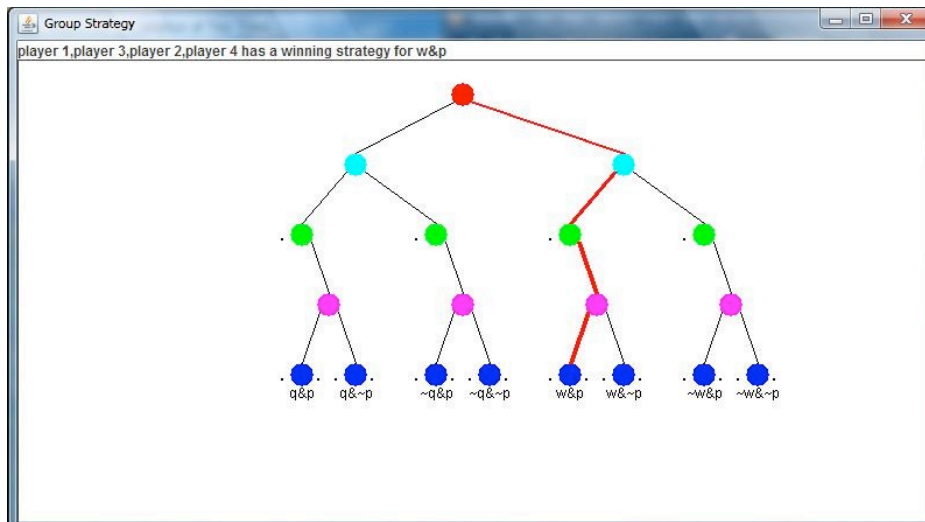 Group Strategy
player 1,player 3,player 2,player 4 has a winning strategy for w&p
q&p q&~p ~q&p ~q&~p w&p w&~p ~w&p ~w&~p